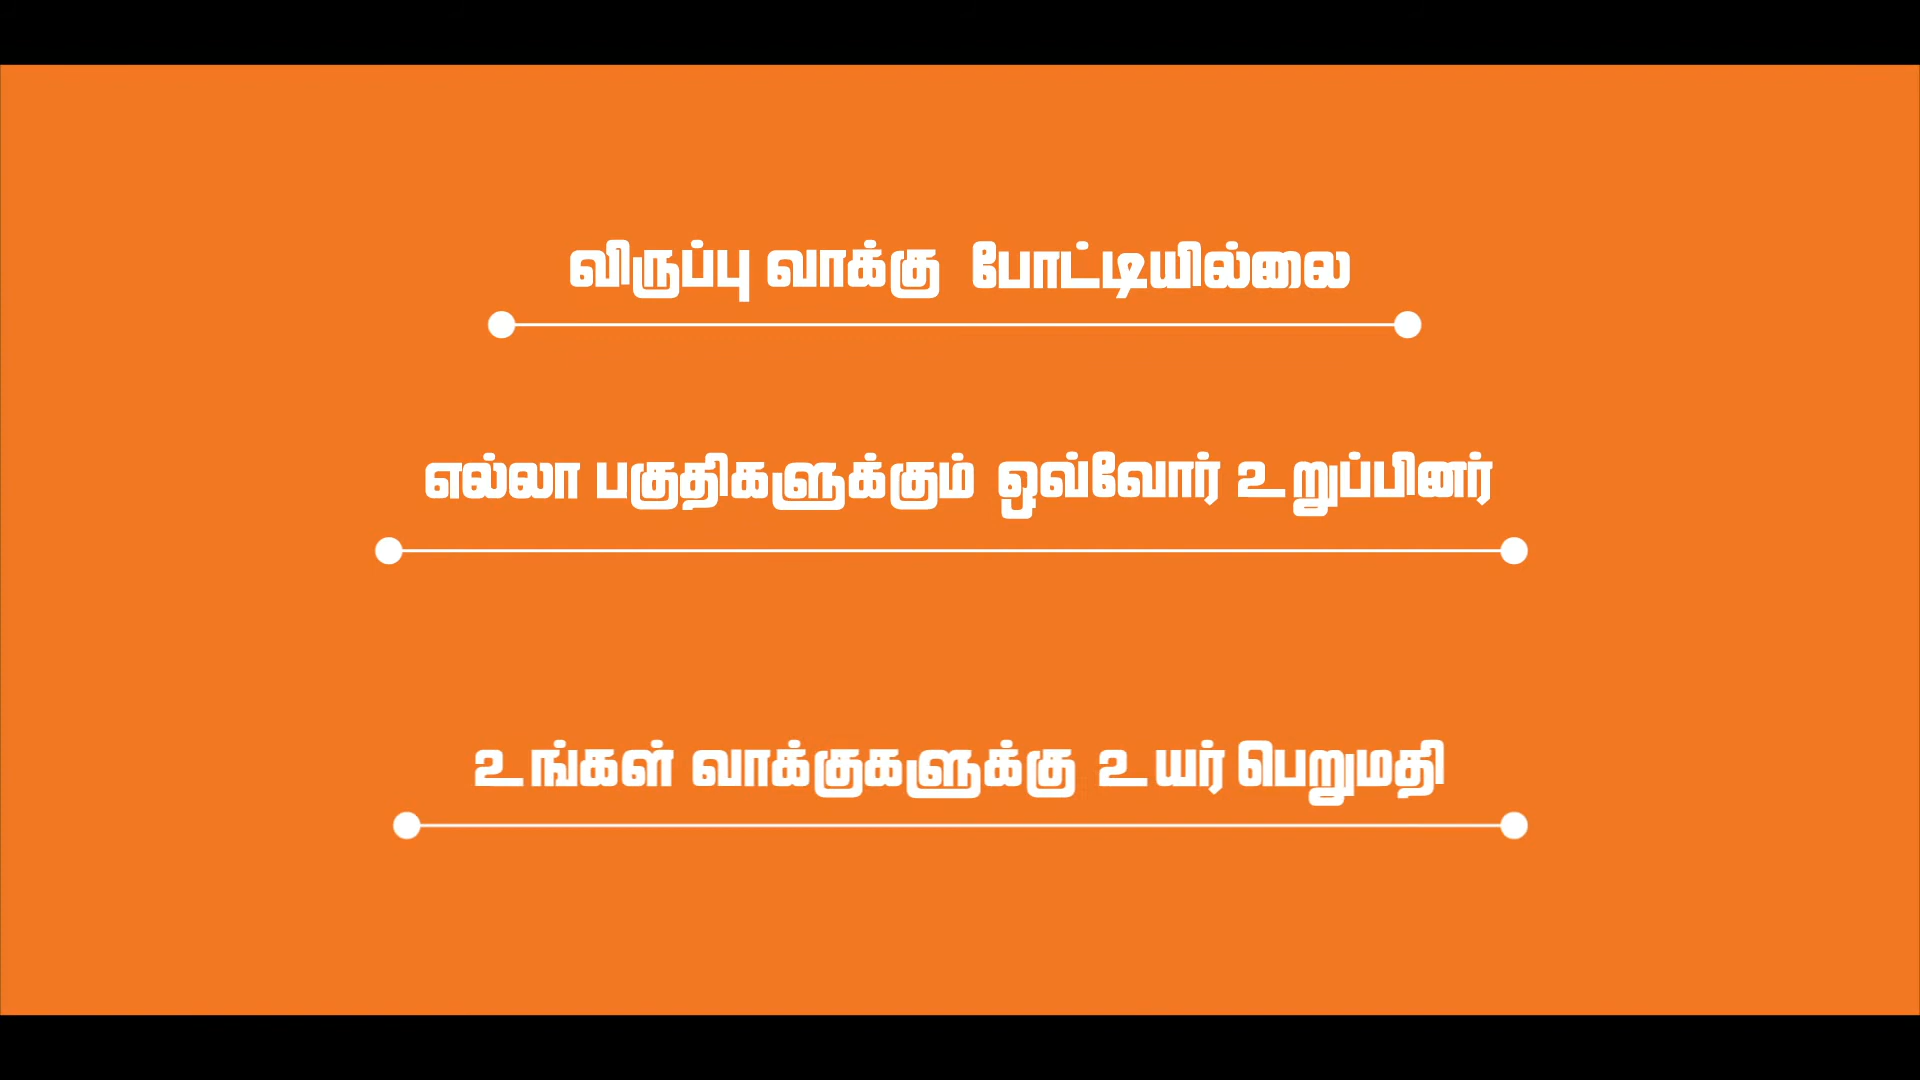 விருப்பு வாக்கு போட்டியில்லை
எல்லா பகுதிகளுக்கும் ஒவ்வோர் உறுப்பினர்
உங்கள் வாக்குகளுக்கு உயர் பெறுமதி